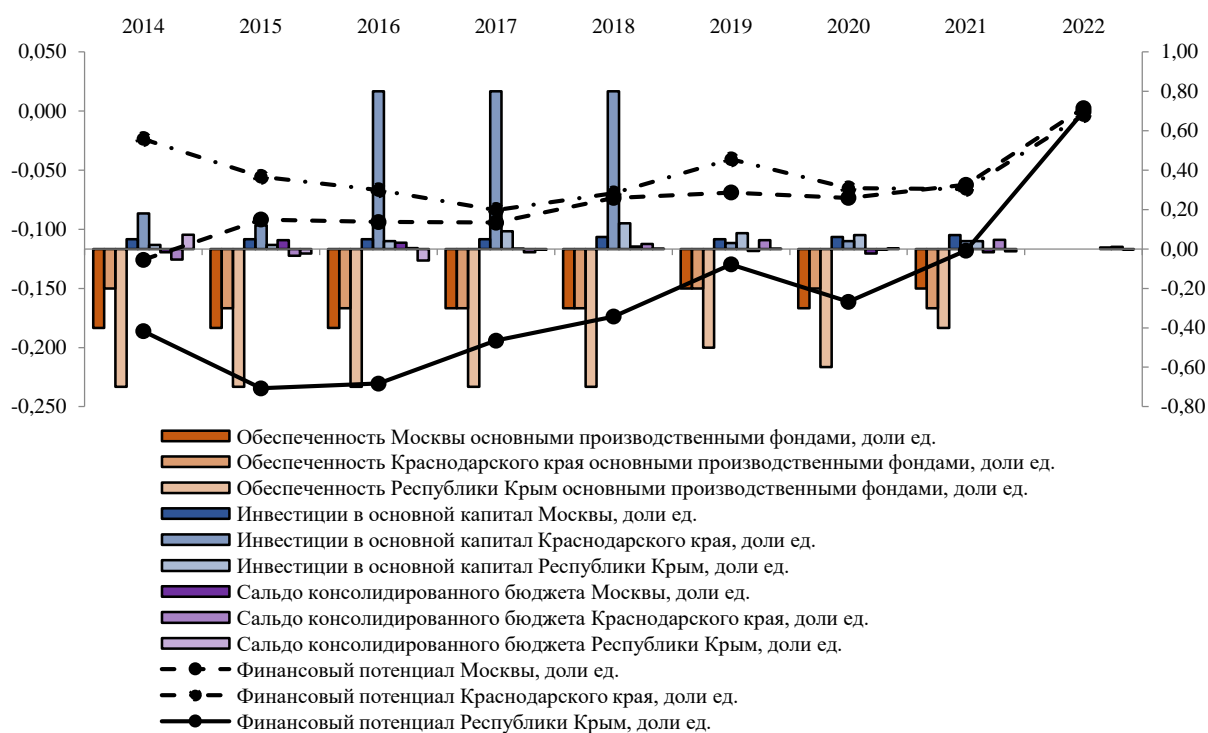 2014 2015 2016 2017 2018 2019 2020 2021 2022
0,050 1,00
0,80
0,000
0,60
-0,050
0,40
0,20
-0,100
0,00
-0,150
-0,20
-0,40
-0,200
-0,60
-0,250 -0,80
Обеспеченность Москвы основными производственными фондами, доли ед.
Обеспеченность Краснодарского края основными производственными фондами, доли ед.
Обеспеченность Республики Крым основными производственными фондами, доли ед.
Инвестиции в основной капитал Москвы, доли ед.
Инвестиции в основной капитал Краснодарского края, доли ед.
Инвестиции в основной капитал Республики Крым, доли ед.
Сальдо консолидированного бюджета Москвы, доли ед.
Сальдо консолидированного бюджета Краснодарского края, доли ед.
Сальдо консолидированного бюджета Республики Крым, доли ед.
Финансовый потенциал Москвы, доли ед.
Финансовый потенциал Краснодарского края, доли ед.
Финансовый потенциал Республики Крым, доли ед.